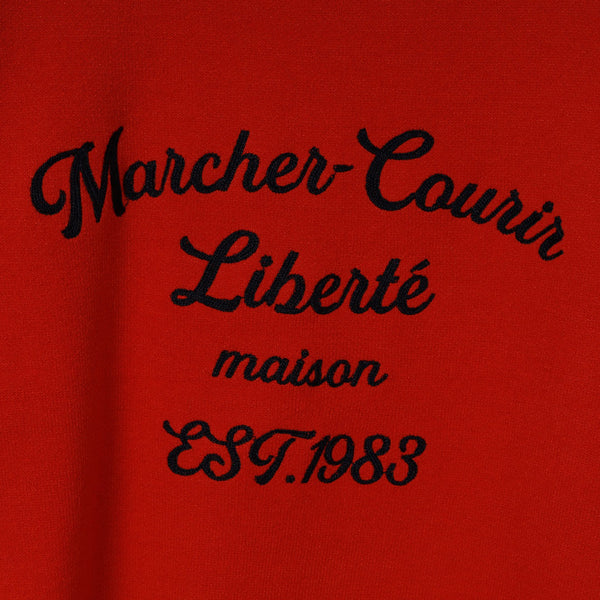 Marcher-Courir
Liberté
maison
EST.1983